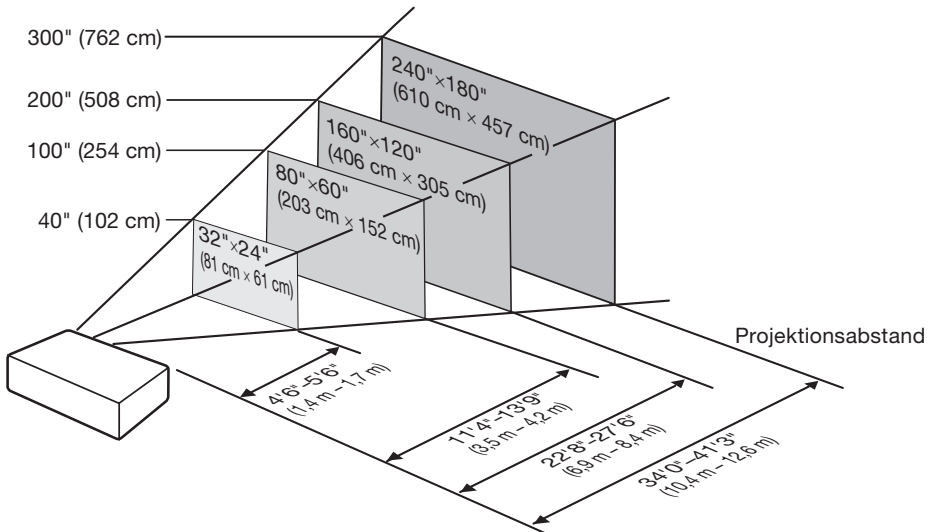 300" (762 cm)
200" (508 cm)
100" (254 cm)
40" (102 cm)
240"×180"
(610 cm × 457 cm)
160"×120"
(406 cm × 305 cm)
80"×60"
(203 cm × 152 cm)
32"×24"
(81 cm × 61 cm)
Projektionsabstand
4'6"–5'6"
(1,4 m – 1,7 m)
11'4"–13'9"
(3,5 m – 4,2 m)
22'8"–27'6"
(6,9 m – 8,4 m)
34'0"–41'3"
(10,4 m – 12,6 m)